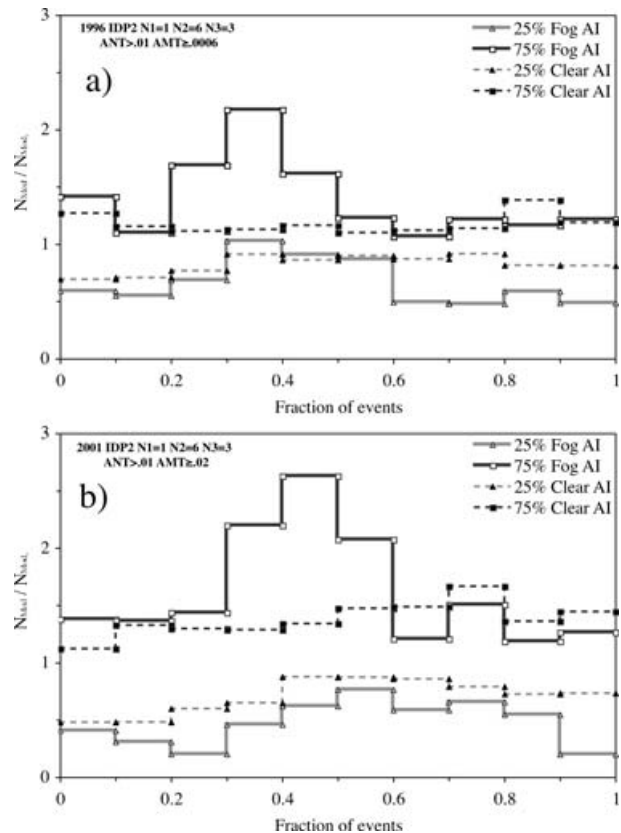 1996 IDP2 N1=1 N2=6 N3=3
ANT>.01 AMT≥.0006
a)
25% Fog AI
75% Fog AI
25% Clear AI
75% Clear AI
3
2
1
0
N_Mod / N_Mod.
0 0.2 0.4 0.6 0.8 1
Fraction of events
2001 IDP2 N1=1 N2=6 N3=3
ANT>.01 AMT≥.02
b)
25% Fog AI
75% Fog AI
25% Clear AI
75% Clear AI
3
2
1
0
N_Mod / N_Mod.
0 0.2 0.4 0.6 0.8 1
Fraction of events